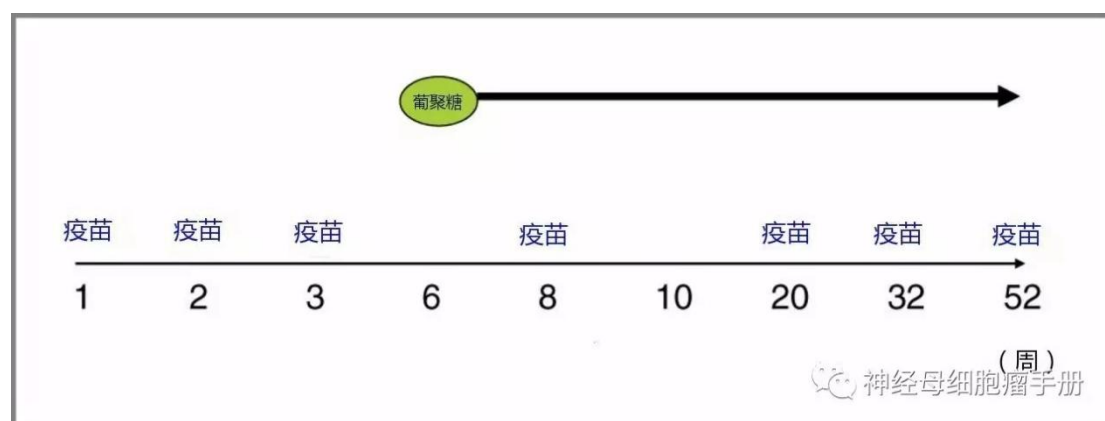 葡聚糖
疫苗 疫苗 疫苗 疫苗 疫苗 疫苗 疫苗
1 2 3 6 8 10 20 32 52
(周)
神经母细胞瘤手册